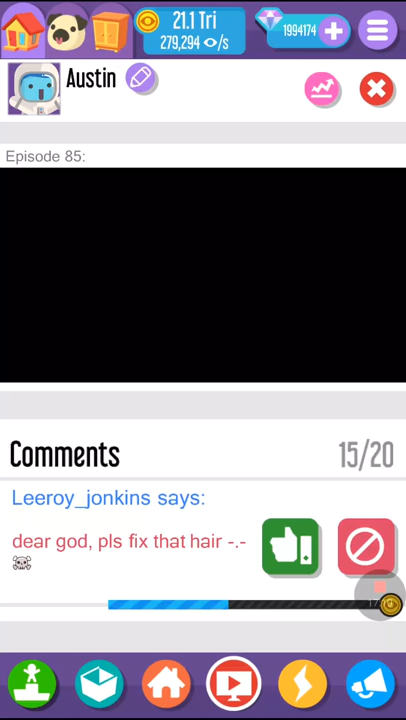 21.1 Tri
279,294 /s
1994174
Austin
Episode 85:
Comments
15/20
Leeroy_jonkins says:
dear god, pls fix that hair -.-
☠